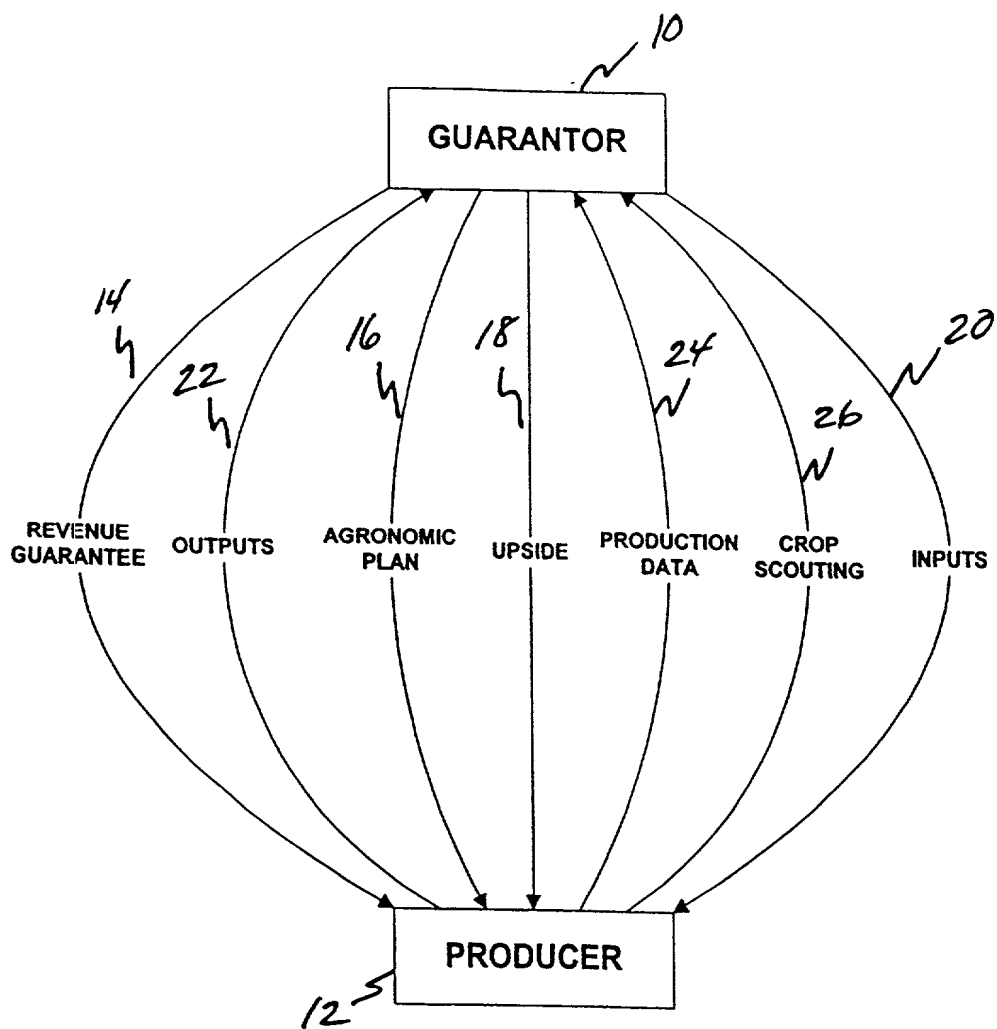 10
GUARANTOR
14
22
16
18
24
26
20
REVENUE
GUARANTEE
OUTPUTS
AGRONOMIC
PLAN
UPSIDE
PRODUCTION
DATA
CROP
SCOUTING
INPUTS
PRODUCER
12